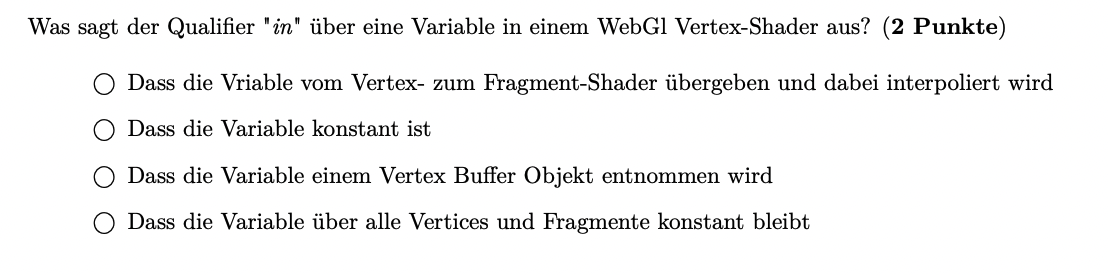 Was sagt der Qualifier "in" über eine Variable in einem WebGl Vertex-Shader aus? (2 Punkte)
Dass die Vriable vom Vertex- zum Fragment-Shader übergeben und dabei interpoliert wird
Dass die Variable konstant ist
Dass die Variable einem Vertex Buffer Objekt entnommen wird
Dass die Variable über alle Vertices und Fragmente konstant bleibt